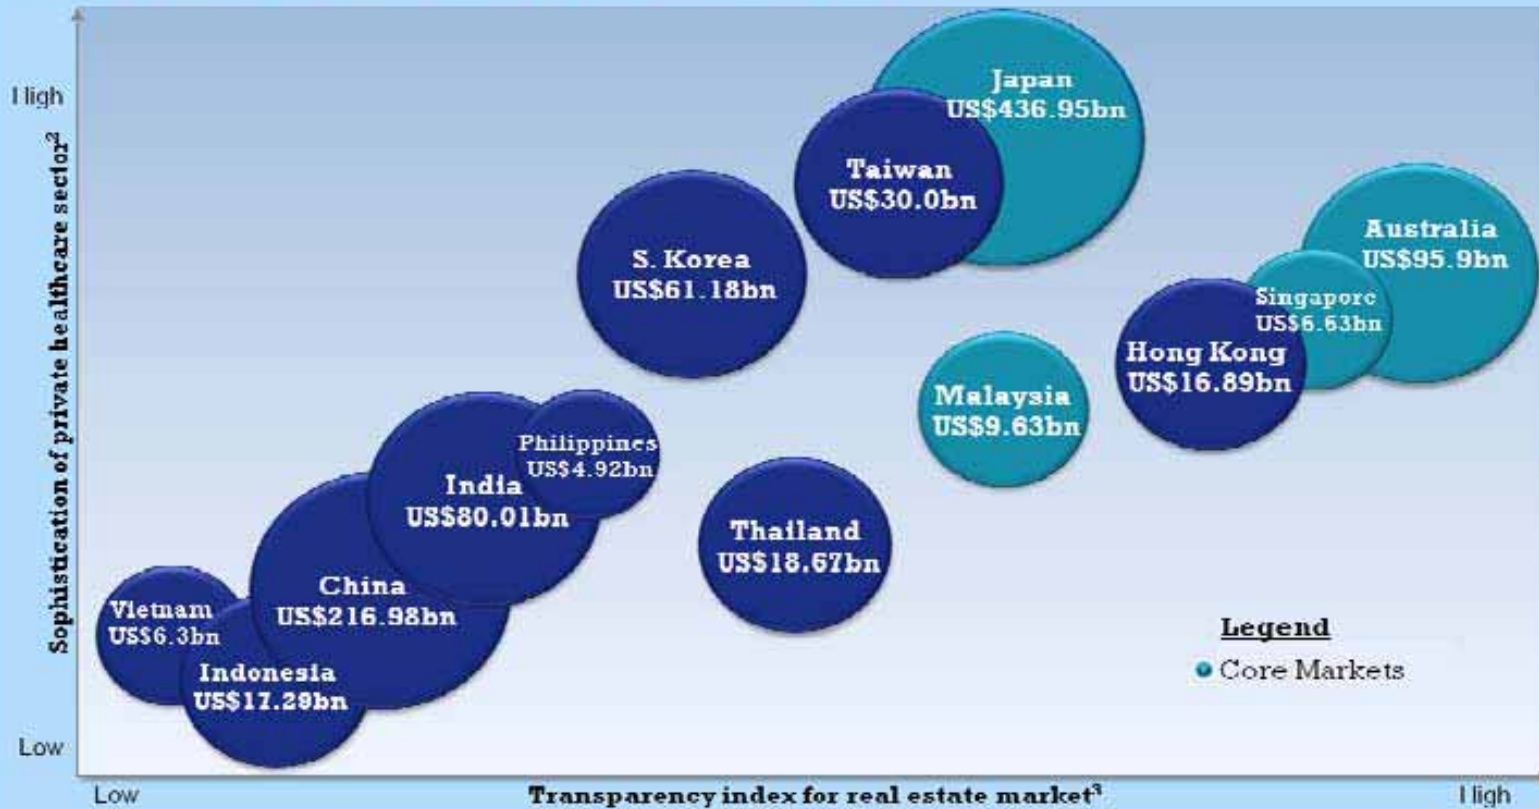 High
Sophistication of private healthcare sector²
Low
Japan
US$436.95bn
Taiwan
US$30.0bn
S. Korea
US$61.18bn
Australia
US$95.9bn
Singapore
US$6.63bn
Hong Kong
US$16.89bn
Malaysia
US$9.63bn
Philippines
US$4.92bn
India
US$80.01bn
Thailand
US$18.67bn
China
US$216.98bn
Vietnam
US$6.3bn
Indonesia
US$17.29bn
Legend
Core Markets
Low
Transparency index for real estate market³
High